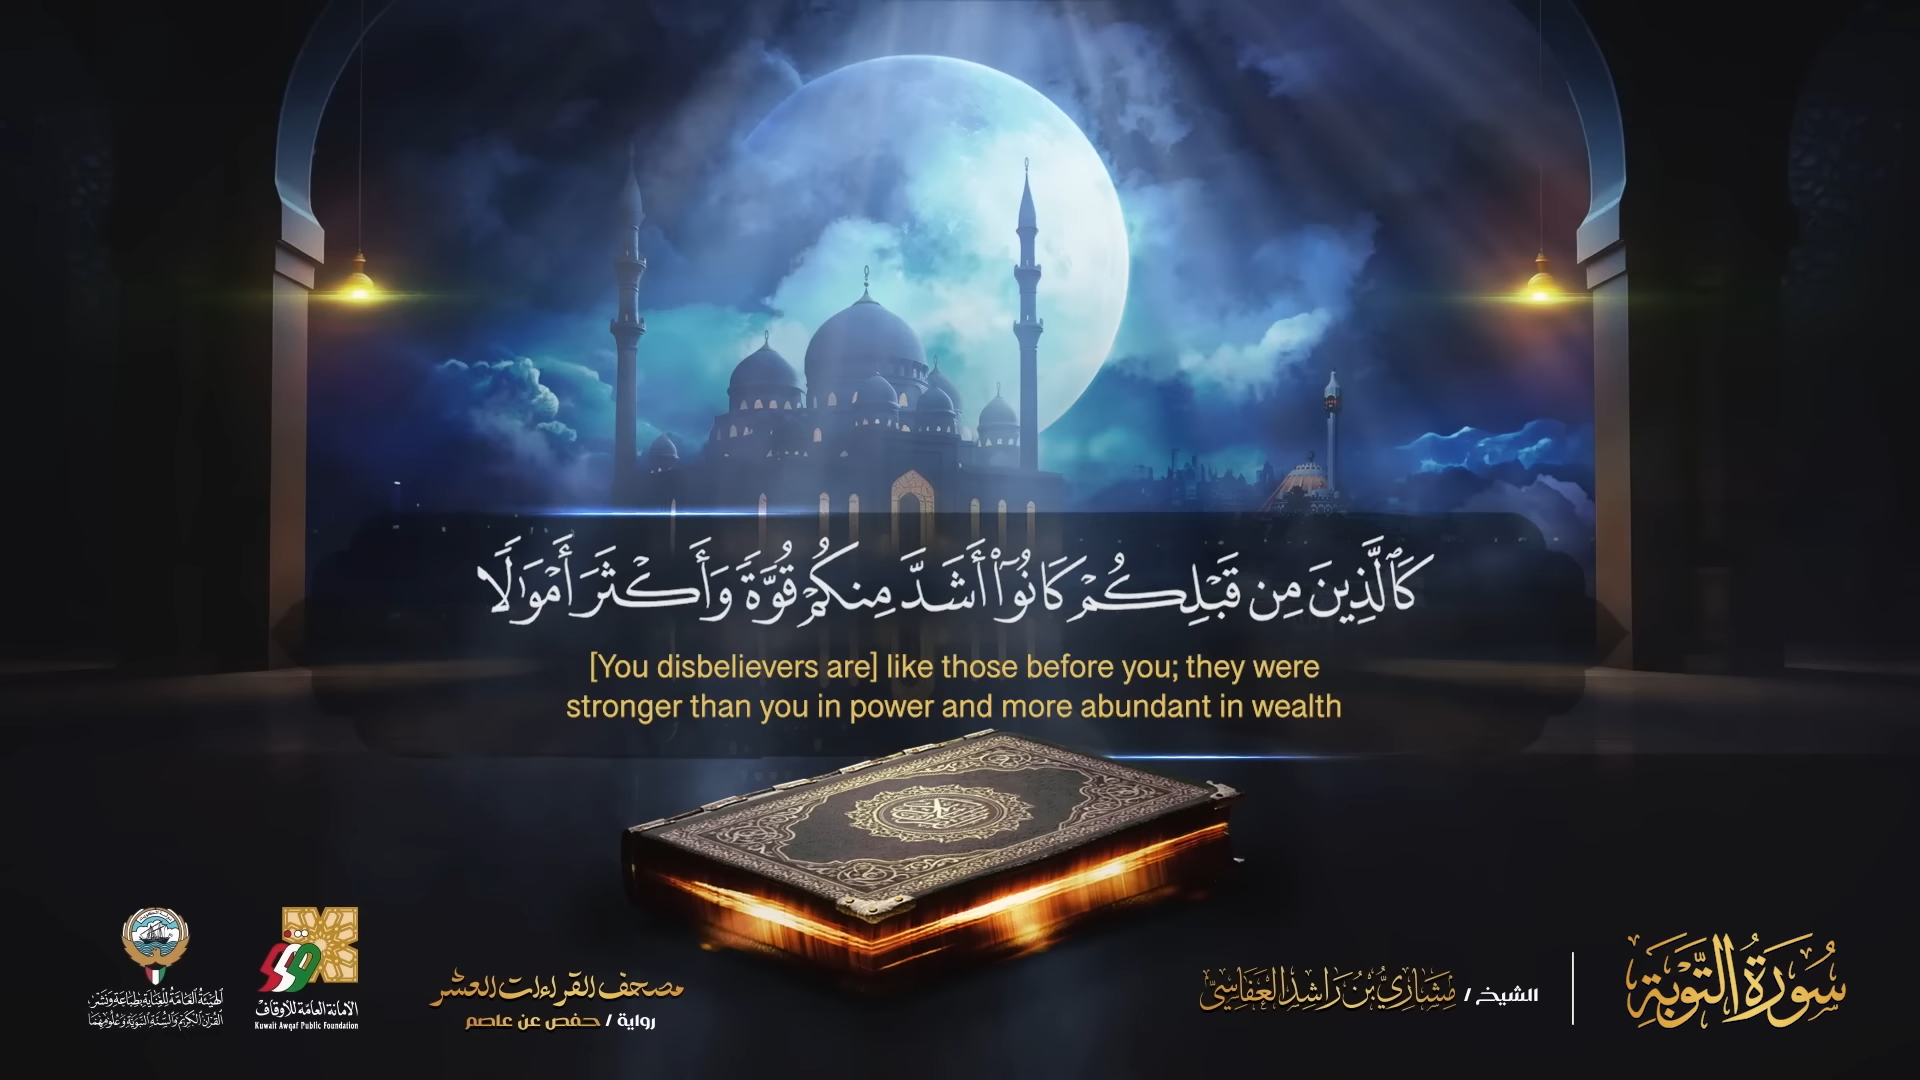 كَٱلَّذِينَ مِن قَبۡلِكُمۡ كَانُوٓاْ أَشَدَّ مِنكُمۡ قُوَّةٗ وَأَكۡثَرَ أَمۡوَٰلٗا
[You disbelievers are] like those before you; they were
stronger than you in power and more abundant in wealth
سُورَةُ التَّوْبَةِ
الشيخ / مشاري بن راشد العفاسي
مصحف القراءات العشر
رواية / حفص عن عاصم
الأمانة العامة للأوقاف
Kuwait Awqaf Public Foundation
الهيئة العامة للعناية بطباعة ونشر
القرآن الكريم والسنة النبوية وعلومهما